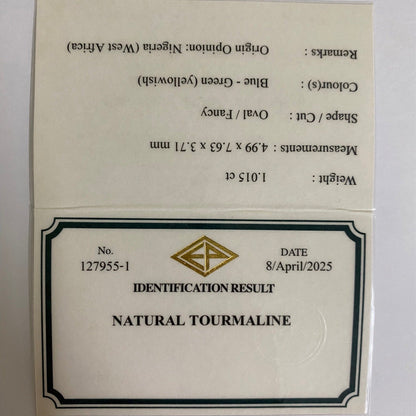 Weight : 1.015 ct
Measurements : 4.99 x 7.63 x 3.71 mm
Shape / Cut : Oval / Fancy
Colour(s) : Blue - Green (yellowish)
Remarks : Origin Opinion: Nigeria (West Africa)
No. EP DATE
127955-1 8/April/2025
IDENTIFICATION RESULT
NATURAL TOURMALINE